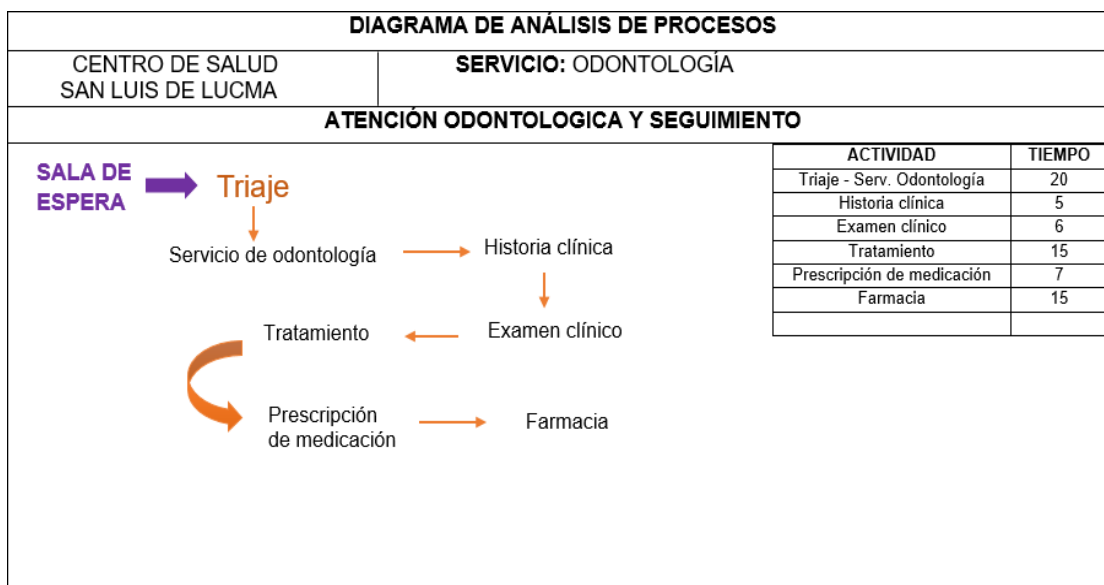 DIAGRAMA DE ANÁLISIS DE PROCESOS
CENTRO DE SALUD
SAN LUIS DE LUCMA
SERVICIO: ODONTOLOGÍA
ATENCIÓN ODONTOLOGICA Y SEGUIMIENTO
SALA DE
ESPERA
Triaje
Servicio de odontología
Historia clínica
Tratamiento
Examen clínico
Prescripción
de medicación
Farmacia
ACTIVIDAD TIEMPO
Triaje - Serv. Odontología 20
Historia clínica 5
Examen clínico 6
Tratamiento 15
Prescripción de medicación 7
Farmacia 15